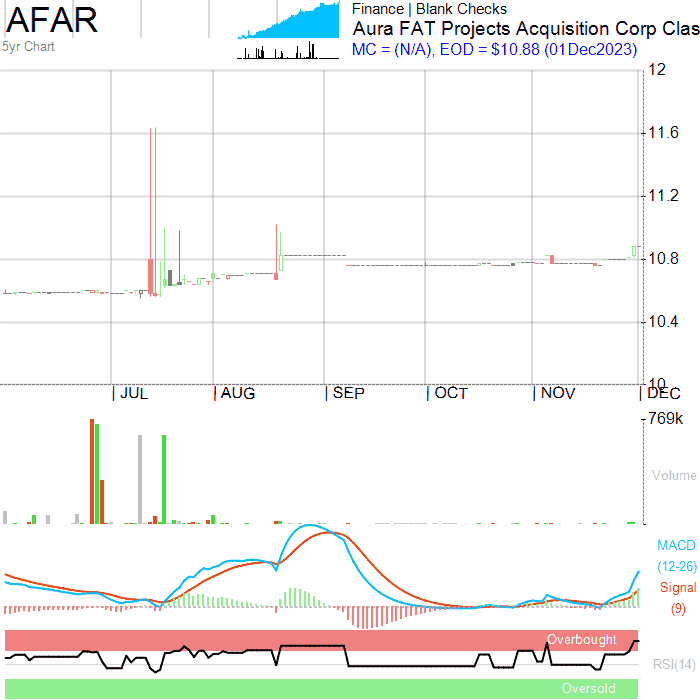 AFAR
5yr Chart
Finance | Blank Checks
Aura FAT Projects Acquisition Corp Clas
MC = (N/A), EOD = $10.88 (01Dec2023)
12
11.6
11.2
10.8
10.4
10
JUL
AUG
SEP
OCT
NOV
DEC
769k
Volume
MACD
(12-26)
Signal
(9)
Overbought
RSI(14)
Oversold